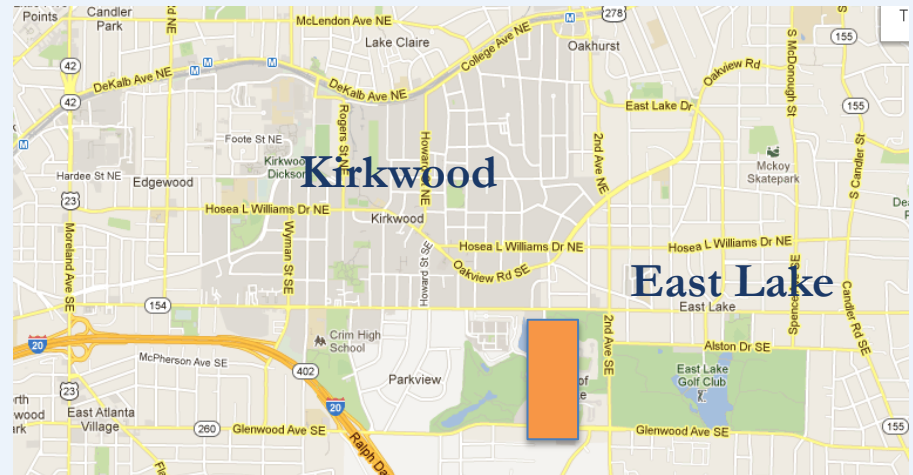 Points
Candler
Park
McLendon Ave NE
278
Lake Claire
College Ave NE
Oakhurst
M
T
155
S McDonough St
42
DeKalb Ave NE
M
M
Oakview Rd
42
DeKalb Ave NE
East Lake Dr
155
M
Rogers St NE
Howard St NE
2nd Ave NE
S Candler St
Foote St NE
Mckoy
Skatepark
Hardee St NE
Edgewood
Kirkwood
Kirkwood
23
Hosea L Williams Dr NE
Kirkwood
Moreland Ave SE
Wyman St SE
Howard St SE
Hosea L Williams Dr NE
Hosea L Williams Dr NE
Oakview Rd SE
East Lake
East Lake
154
2nd Ave SE
Candler Rd SE
20
Crim High
School
Alston Dr SE
McPherson Ave SE
402
Parkview
East Lake
Golf Club
23
20
East Atlanta
Village
260
Glenwood Ave SE
Glenwood Ave SE
155
Ralph Da